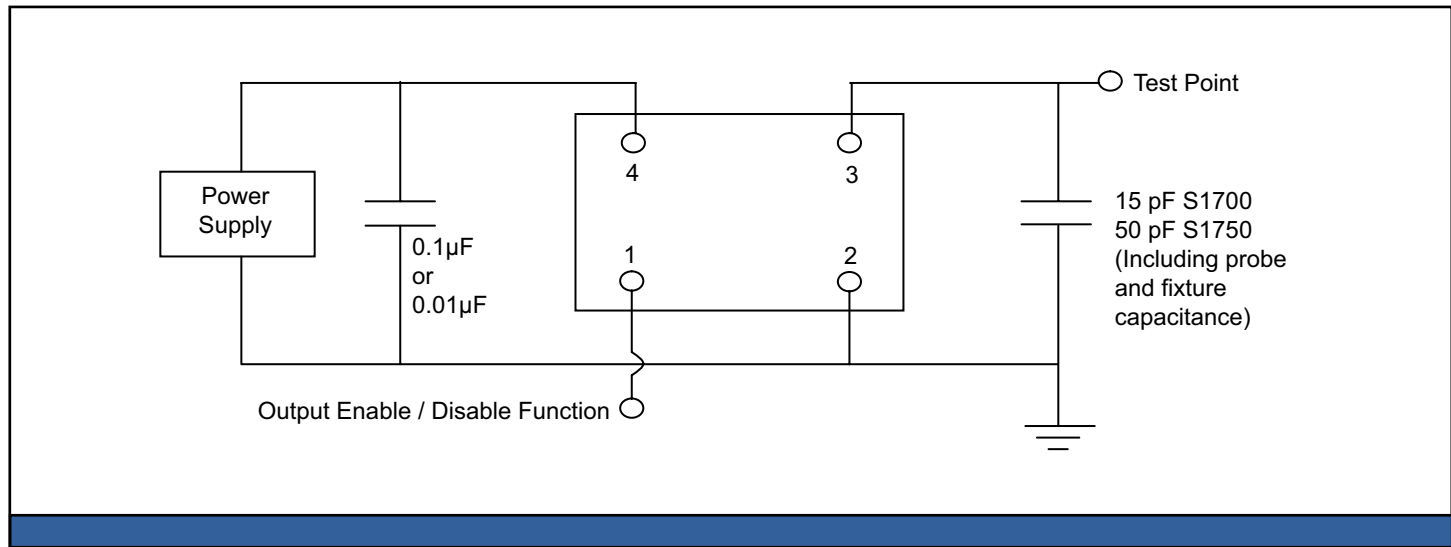 Test Point
4
3
Power
Supply
15 pF S1700
50 pF S1750
(Including probe
and fixture
capacitance)
0.1µF
or
0.01µF
1
2
Output Enable / Disable Function